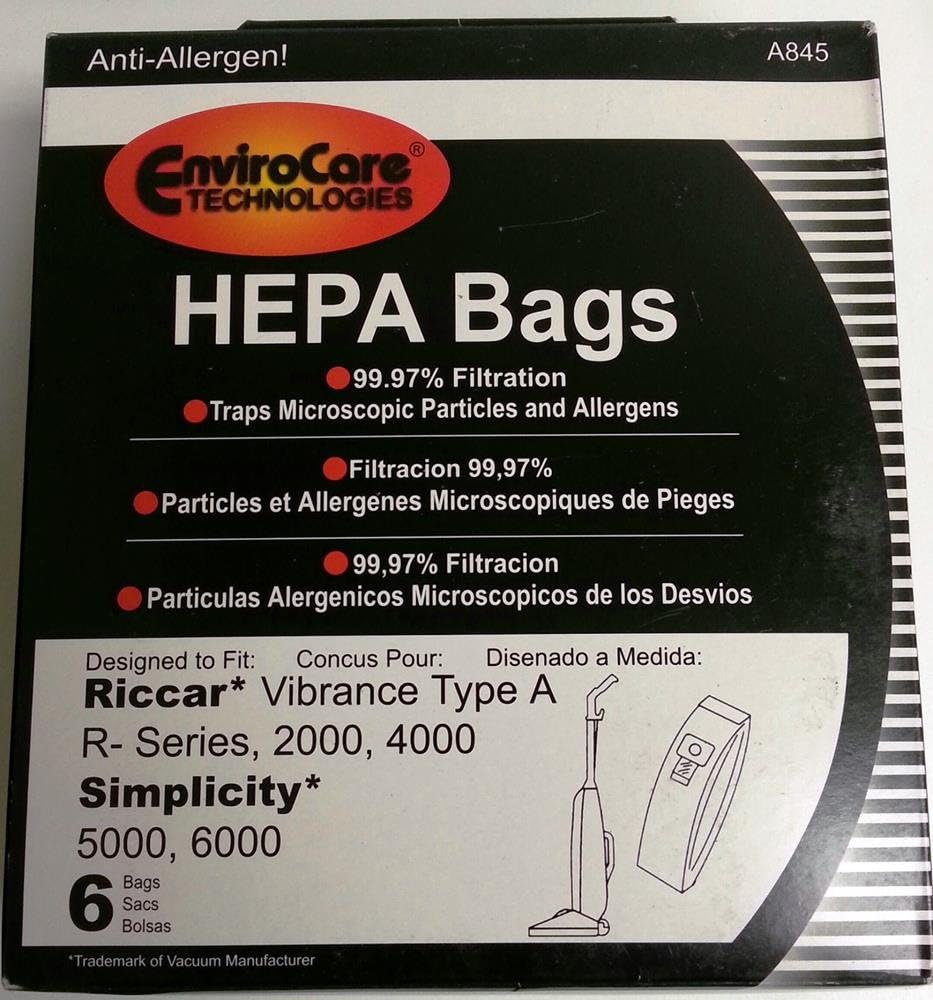 Anti-Allergen!
A845
EnviroCare®
TECHNOLOGIES
HEPA Bags
99.97% Filtration
Traps Microscopic Particles and Allergens
Filtracion 99,97%
Particles et Allergenes Microscopiques de Pieges
99,97% Filtracion
Particulas Alergenicos Microscopicos de los Desvios
Designed to Fit: Concus Pour: Disenado a Medida:
Riccar* Vibrance Type A
R- Series, 2000, 4000
Simplicity*
5000, 6000
6 Bags
Sacs
Bolsas
*Trademark of Vacuum Manufacturer